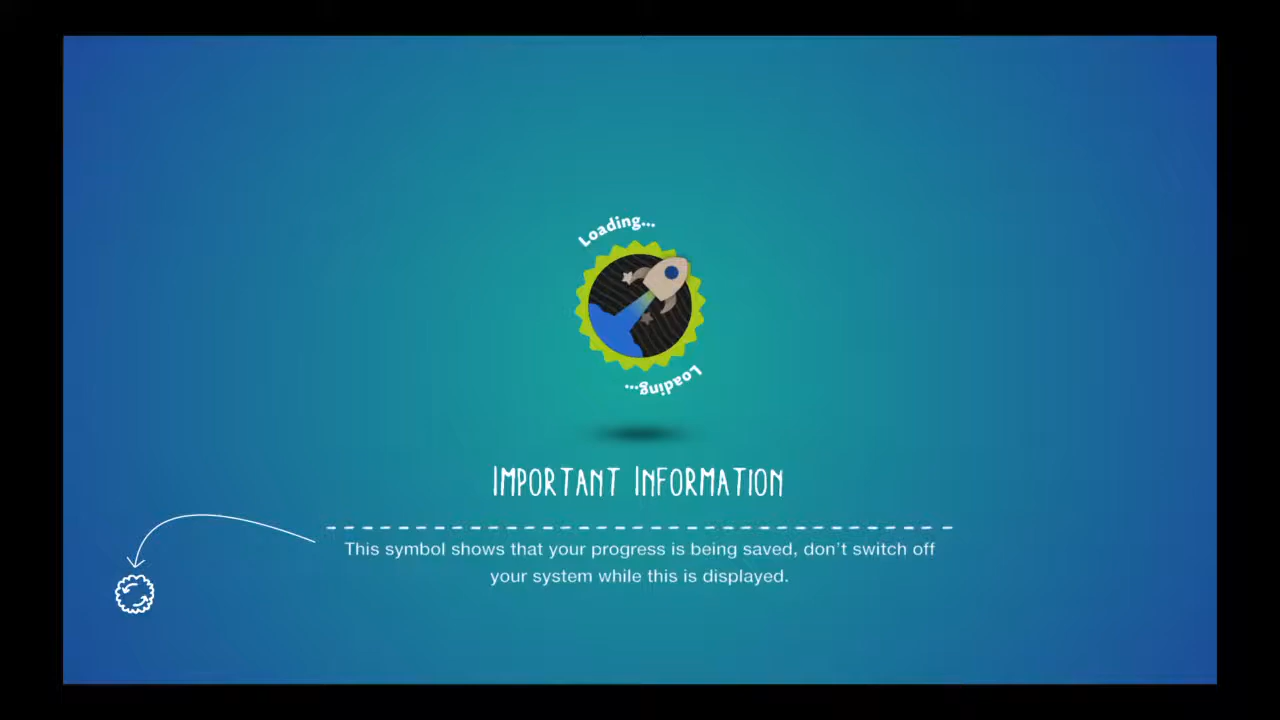 Loading...
Loading...
Important Information
This symbol shows that your progress is being saved, don't switch off
your system while this is displayed.